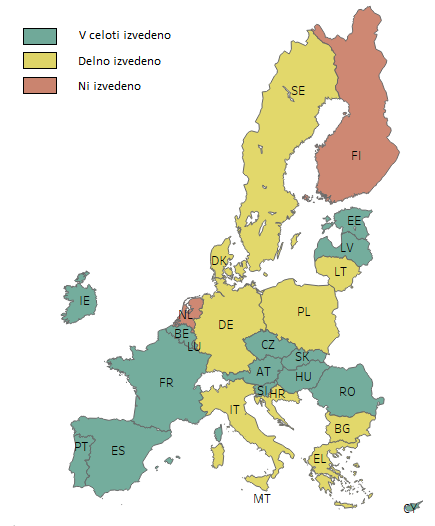 V celoti izvedeno
Delno izvedeno
Ni izvedeno
SE
FI
EE
LV
LT
DK
IE
NL
PL
DE
BE
LU
CZ
SK
AT
HU
FR
SI
HR
RO
IT
BG
PT
ES
EL
MT
CY